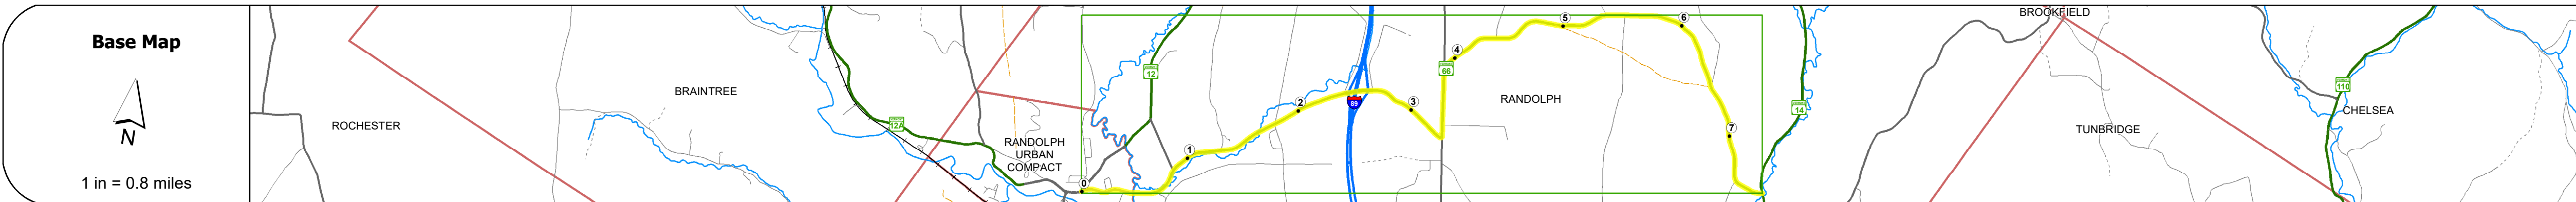 Base Map
N
1 in = 0.8 miles
ROCHESTER
BRAINTREE
12A
RANDOLPH
URBAN
COMPACT
0
1
12
2
89
3
66
4
5
RANDOLPH
6
7
14
BROOKFIELD
TUNBRIDGE
110
CHELSEA